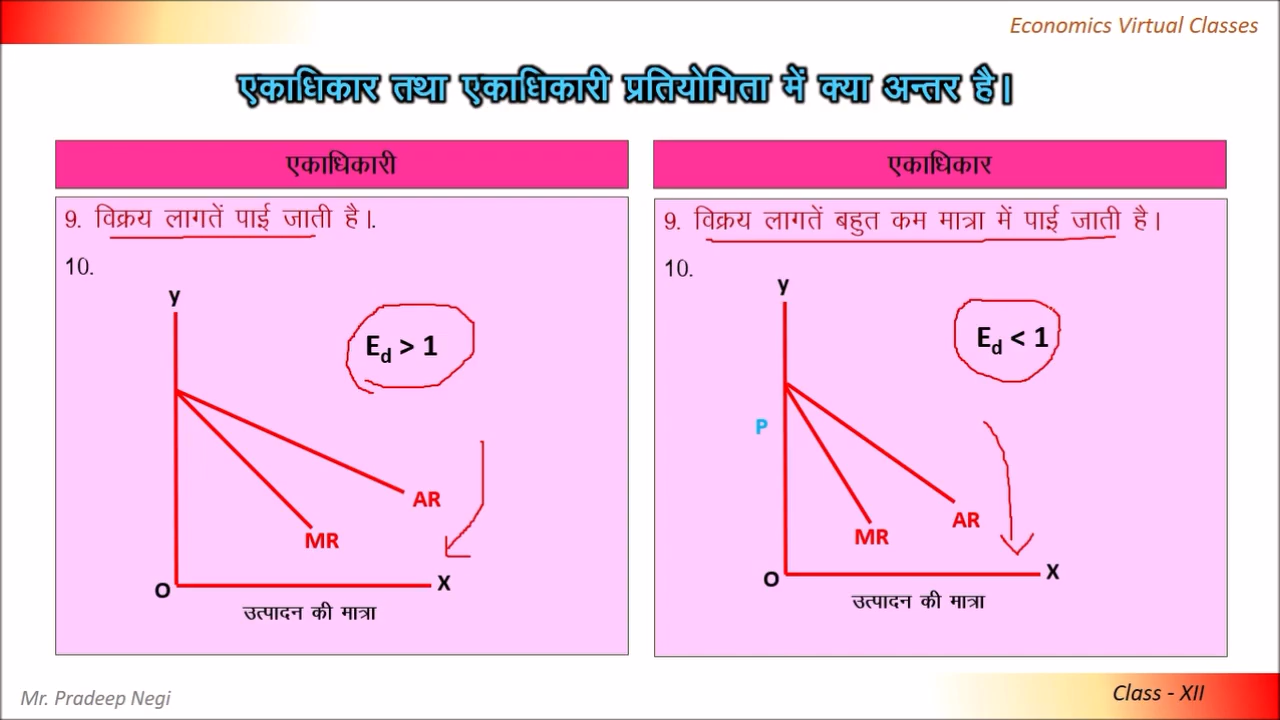 Economics Virtual Classes
एकाधिकार तथा एकाधिकारी प्रतियोगिता में क्या अन्तर है।
एकाधिकारी
9. विक्रय लागतें पाई जाती है।.
10.
y
Ed > 1
AR
MR
O
X
उत्पादन की मात्रा
एकाधिकार
9. विक्रय लागतें बहुत कम मात्रा में पाई जाती है।
10.
y
Ed < 1
P
AR
MR
O
X
उत्पादन की मात्रा
Mr. Pradeep Negi
Class - XII